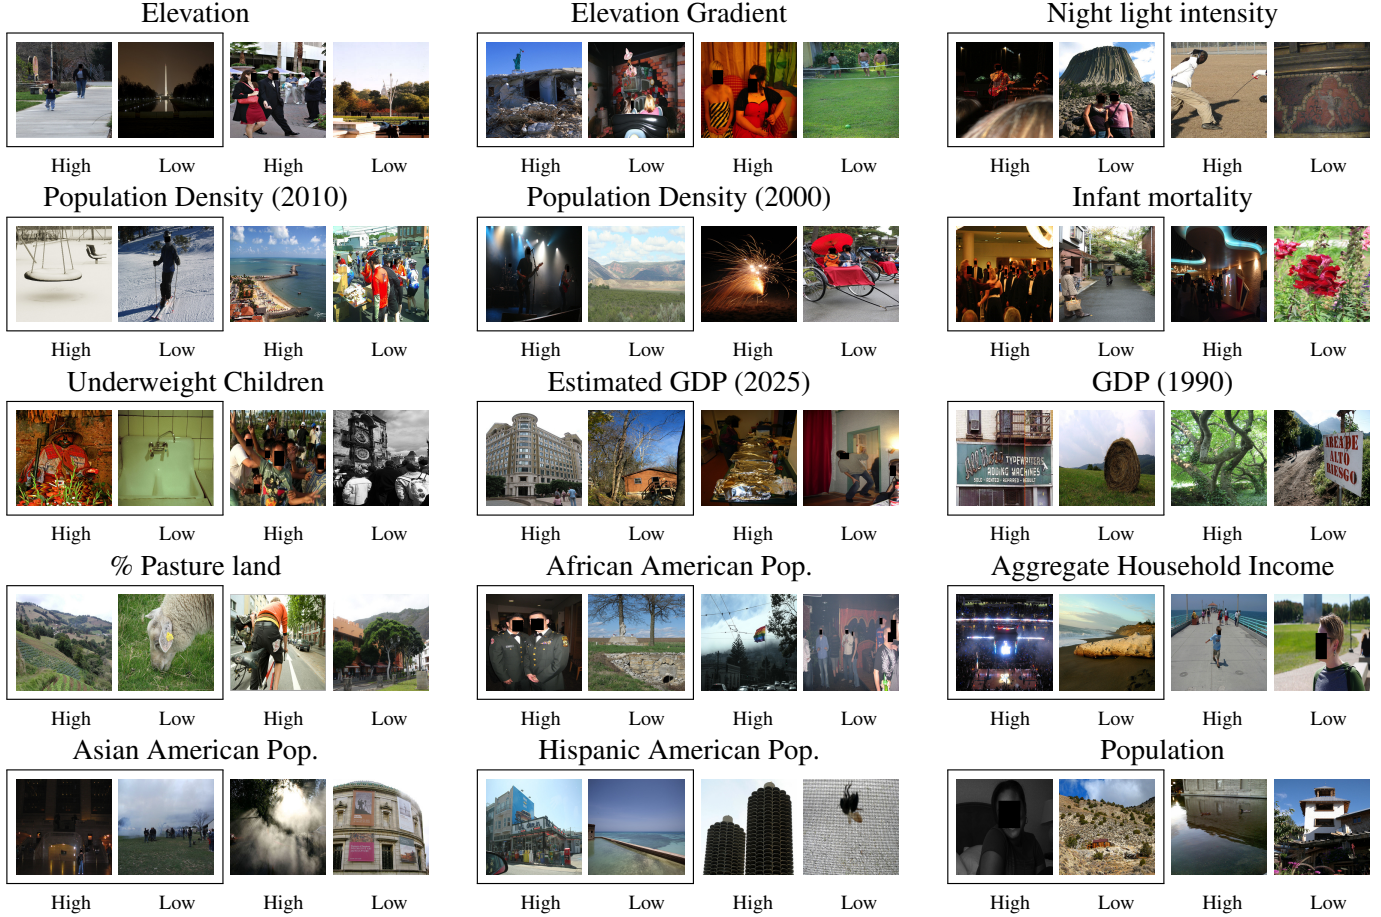 Elevation
Elevation Gradient
Night light intensity
High Low High Low
High Low High Low
High Low High Low
Population Density (2010)
Population Density (2000)
Infant mortality
High Low High Low
High Low High Low
High Low High Low
Underweight Children
Estimated GDP (2025)
GDP (1990)
TYPEWRITERS
ADDING MACHINES
AREA DE
ALTO
RIESGO
High Low High Low
High Low High Low
High Low High Low
% Pasture land
African American Pop.
Aggregate Household Income
High Low High Low
High Low High Low
High Low High Low
Asian American Pop.
Hispanic American Pop.
Population
High Low High Low
High Low High Low
High Low High Low